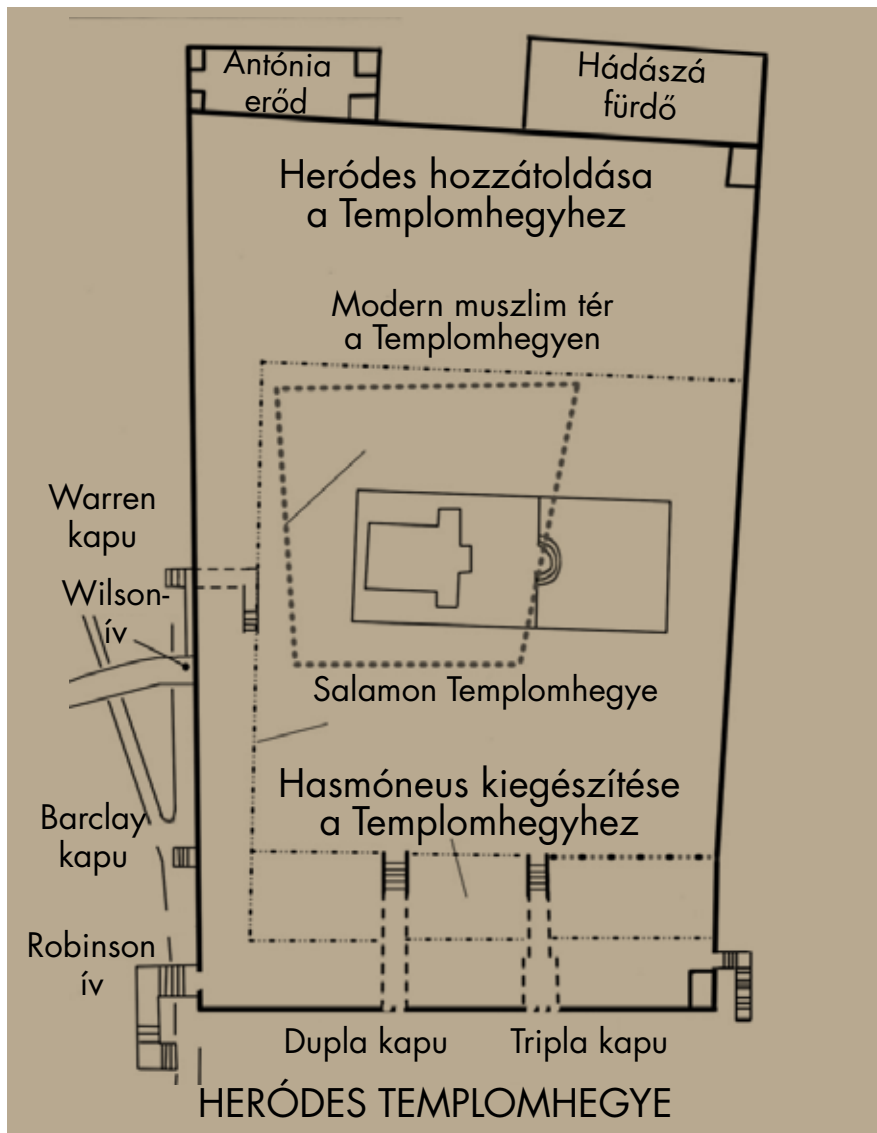 Antónia
erőd
Hádászá
fürdő
Heródes hozzátoldása
a Templomhegyhez
Modern muszlim tér
a Templomhegyen
Warren
kapu
Wilson-
ív
Salamon Templomhegye
Hasmóneus kiegészítése
a Templomhegyhez
Barclay
kapu
Robinson
ív
Dupla kapu
Tripla kapu
HERÓDES TEMPLOMHEGYE